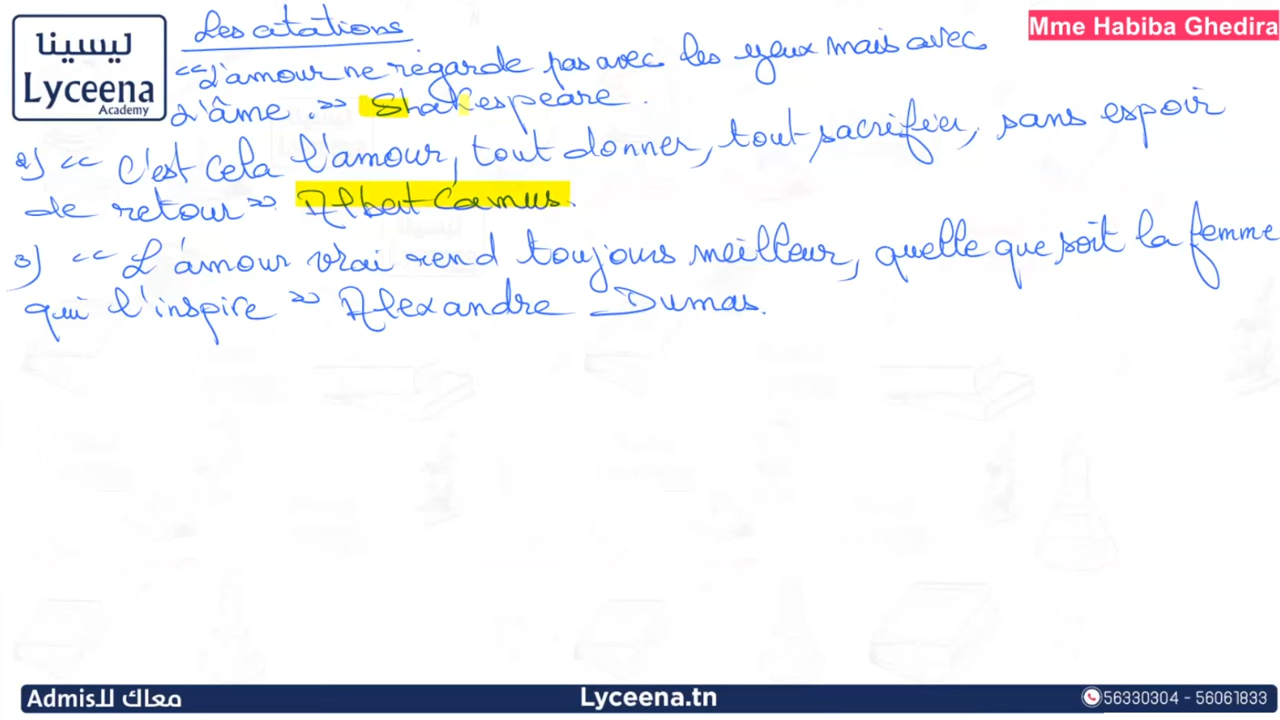 ليسينا
Lyceena
Academy
Mme Habiba Ghedira
Les citations
"L'amour ne regarde pas avec les yeux mais avec
l'âme." Shakespeare.
2) "C'est cela l'amour, tout donner, tout sacrifier, sans espoir
de retour" Albert Camus.
3) "L'amour vrai rend toujours meilleur, quelle que soit la femme
qui l'inspire" Alexandre Dumas.
معاك للـAdmis
Lyceena.tn
56330304 - 56061833